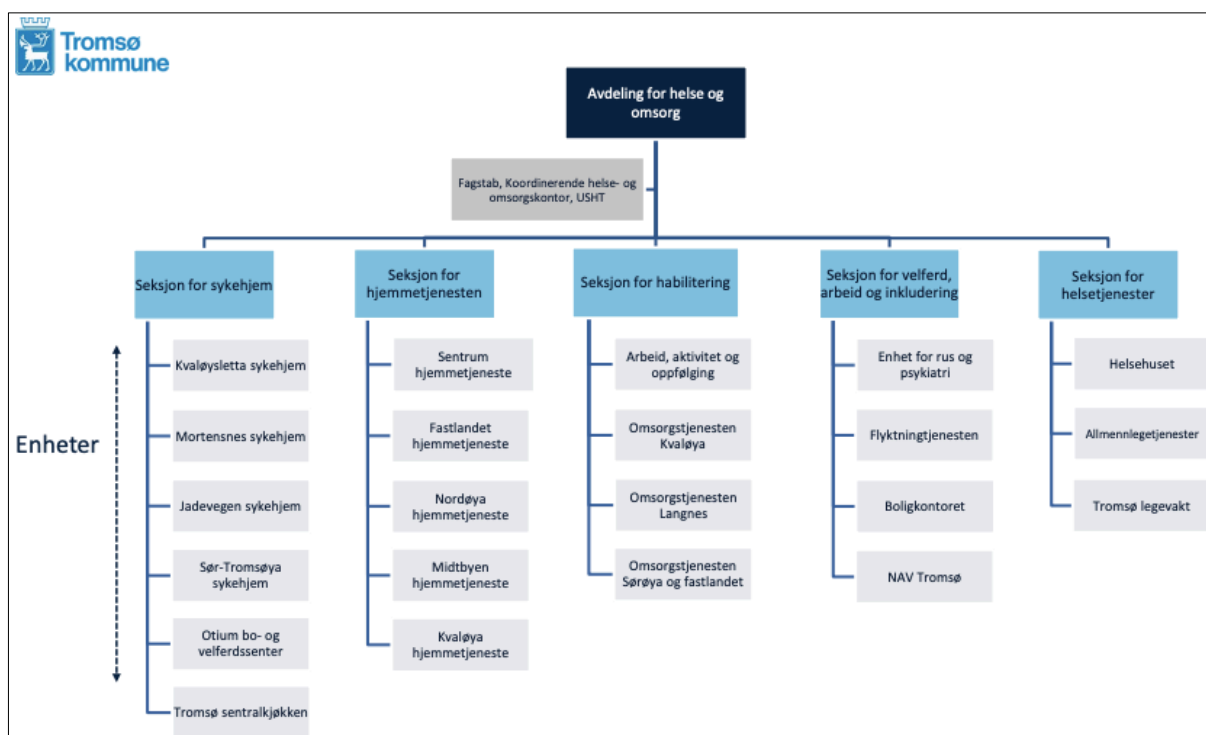 Tromsø
kommune
Avdeling for helse og
omsorg
Fagstab, Koordinerende helse- og
omsorgskontor, USHT
Seksjon for sykehjem
Seksjon for
hjemmetjenesten
Seksjon for habilitering
Seksjon for velferd,
arbeid og inkludering
Seksjon for
helsetjenester
Enheter
Kvaløysletta sykehjem
Mortensnes sykehjem
Jadevegen sykehjem
Sør-Tromsøya
sykehjem
Otium bo- og
velferdssenter
Tromsø sentralkjøkken
Sentrum
hjemmetjeneste
Fastlandet
hjemmetjeneste
Nordøya
hjemmetjeneste
Midtbyen
hjemmetjeneste
Kvaløya
hjemmetjeneste
Arbeid, aktivitet og
oppfølging
Omsorgstjenesten
Kvaløya
Omsorgstjenesten
Langnes
Omsorgstjenesten
Sørøya og fastlandet
Enhet for rus og
psykiatri
Flyktningtjenesten
Boligkontoret
NAV Tromsø
Helsehuset
Allmennlegetjenester
Tromsø legevakt